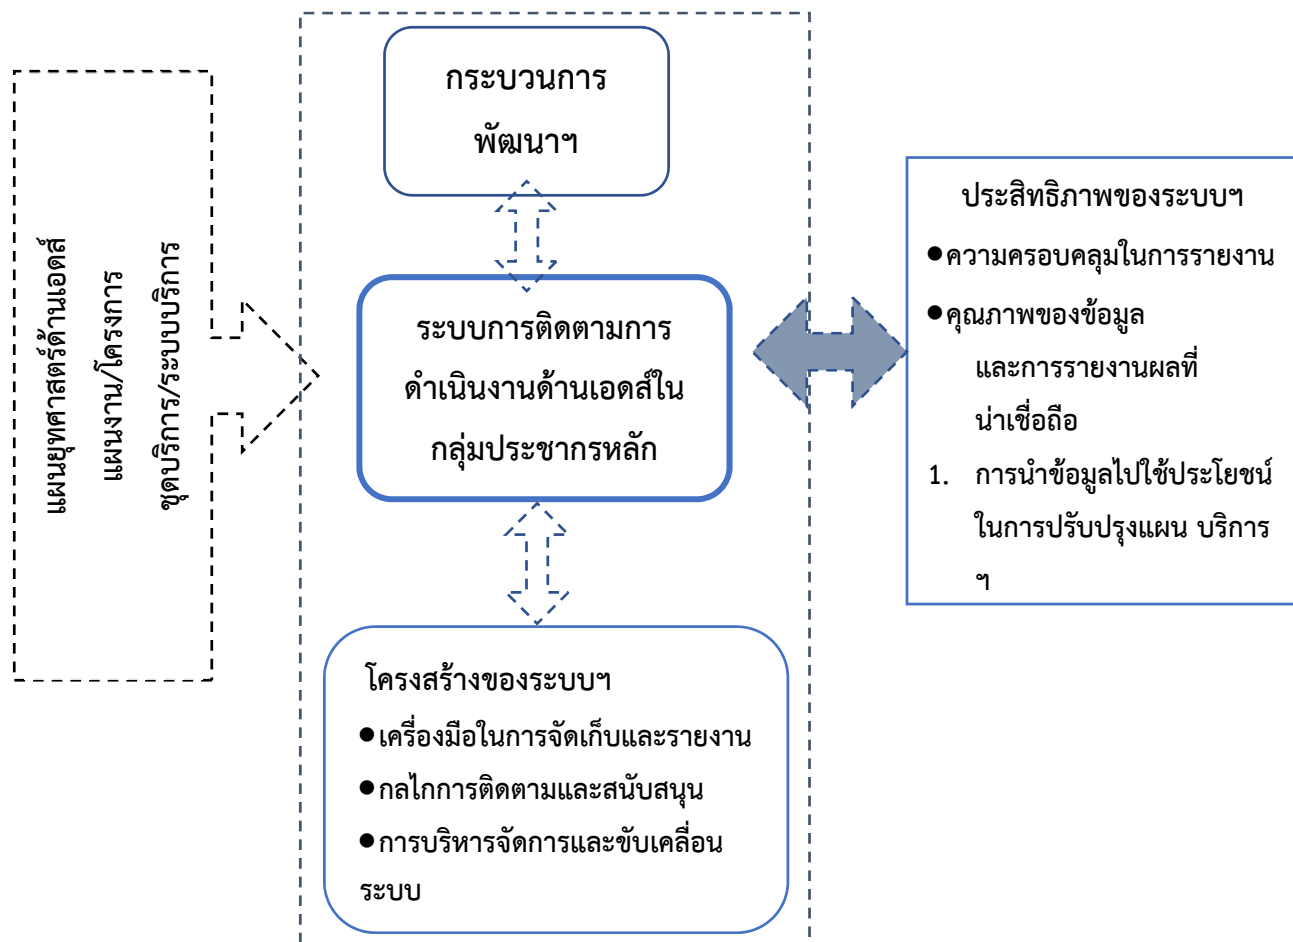 แผนยุทศาสตร์ด้านเอดส์
แผนงาน/โครงการ
ชุดบริการ/ระบบบริการ
กระบวนการ
พัฒนาฯ
ระบบการติดตามการ
ดำเนินงานด้านเอดส์ใน
กลุ่มประชากรหลัก
โครงสร้างของระบบฯ
●เครื่องมือในการจัดเก็บและรายงาน
●กลไกการติดตามและสนับสนุน
●การบริหารจัดการและขับเคลื่อน
ระบบ
ประสิทธิภาพของระบบฯ
●ความครอบคลุมในการรายงาน
●คุณภาพของข้อมูล
และการรายงานผลที่
น่าเชื่อถือ
1. การนำข้อมูลไปใช้ประโยชน์
ในการปรับปรุงแผน บริการ
ฯ